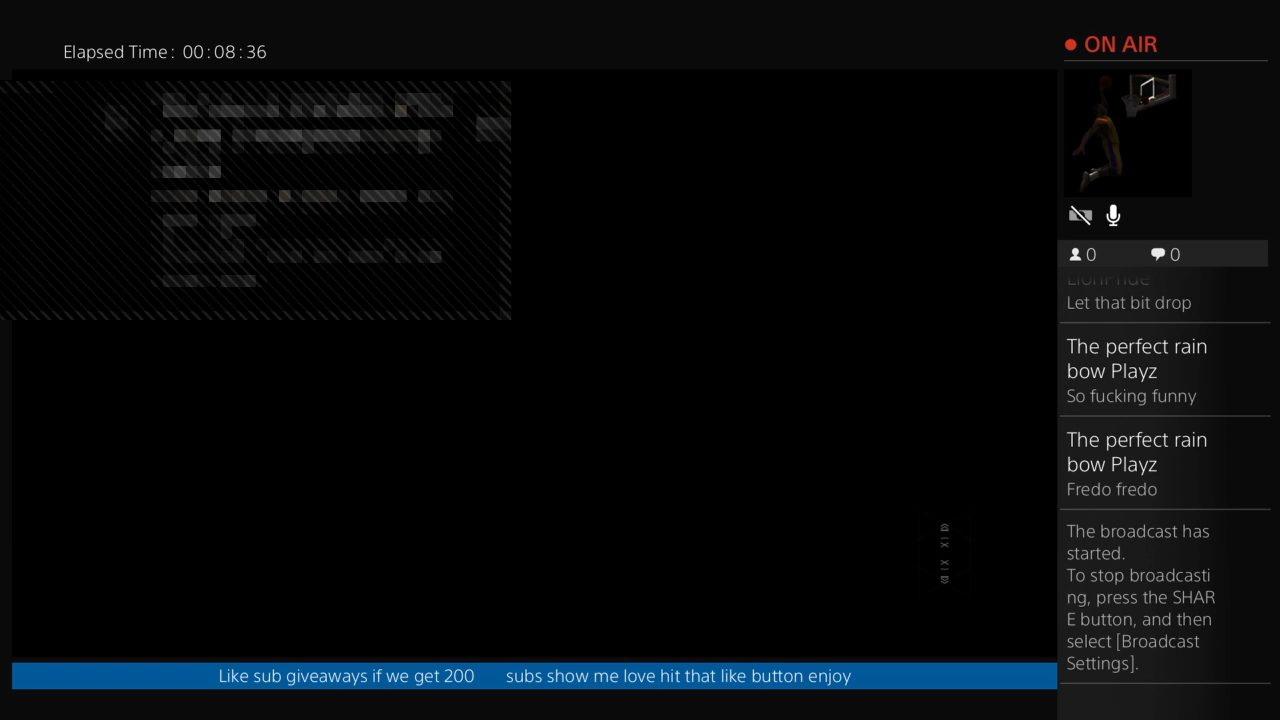 Elapsed Time: 00:08:36
ON AIR
0
0
LionPride
Let that bit drop
The perfect rain
bow Playz
So fucking funny
The perfect rain
bow Playz
Fredo fredo
The broadcast has
started.
To stop broadcasti
ng, press the SHAR
E button, and then
select [Broadcast
Settings].
Like sub giveaways if we get 200 subs show me love hit that like button enjoy